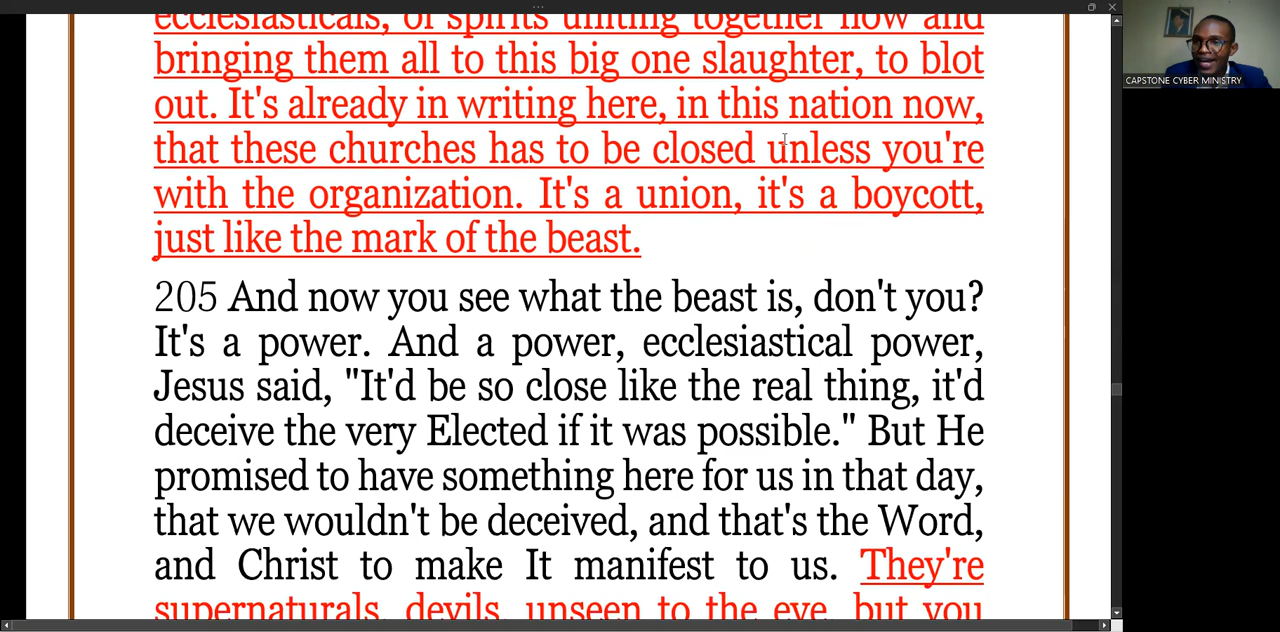 ecclesiasticals, of spirits uniting together now and
bringing them all to this big one slaughter, to blot
out. It's already in writing here, in this nation now,
that these churches has to be closed unless you're
with the organization. It's a union, it's a boycott,
just like the mark of the beast.
205 And now you see what the beast is, don't you?
It's a power. And a power, ecclesiastical power,
Jesus said, "It'd be so close like the real thing, it'd
deceive the very Elected if it was possible." But He
promised to have something here for us in that day,
that we wouldn't be deceived, and that's the Word,
and Christ to make It manifest to us. They're
supernaturals, devils, unseen to the eye, but you
CAPSTONE CYBER MINISTRY